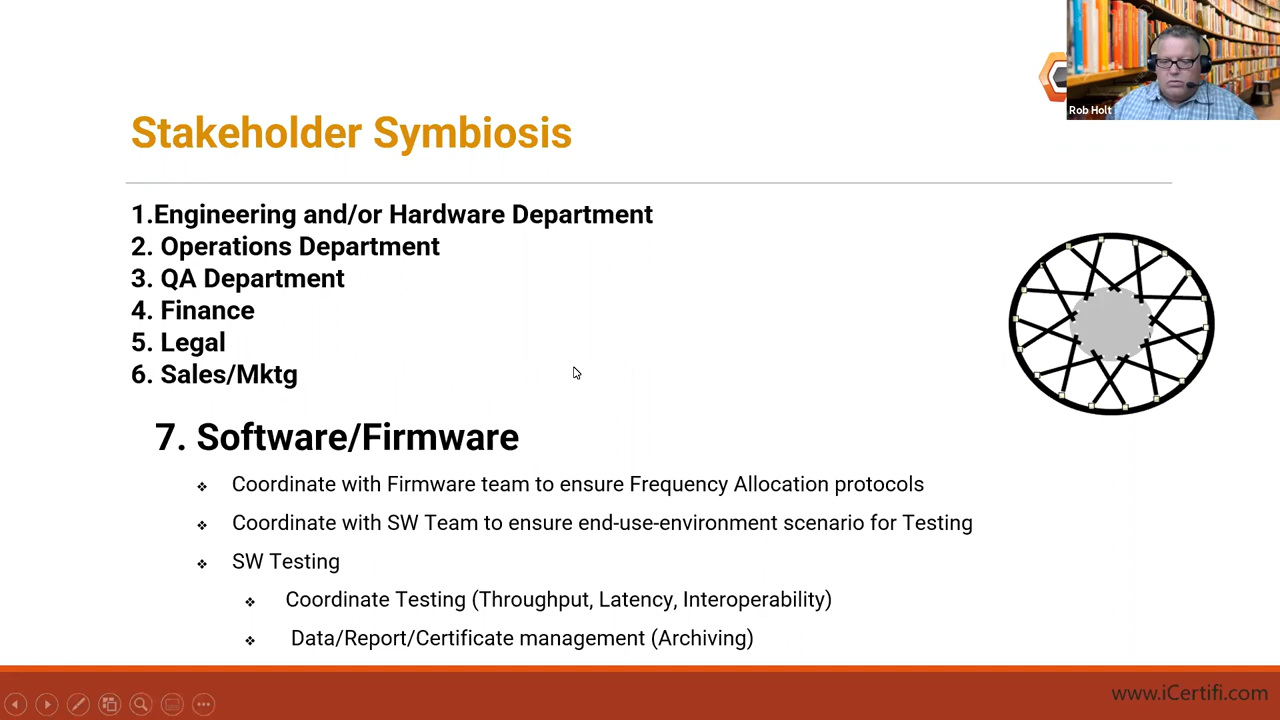 Rob Holt
Stakeholder Symbiosis
1.Engineering and/or Hardware Department
2. Operations Department
3. QA Department
4. Finance
5. Legal
6. Sales/Mktg
7. Software/Firmware
❖ Coordinate with Firmware team to ensure Frequency Allocation protocols
❖ Coordinate with SW Team to ensure end-use-environment scenario for Testing
❖ SW Testing
❖ Coordinate Testing (Throughput, Latency, Interoperability)
❖ Data/Report/Certificate management (Archiving)
www.iCertifi.com